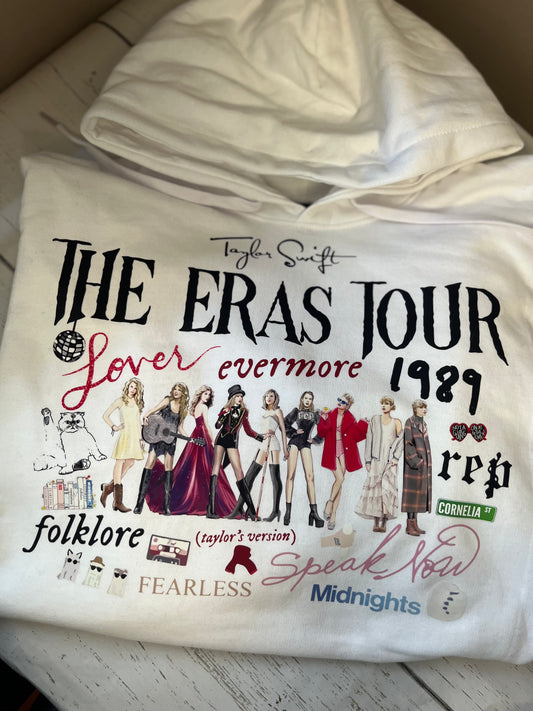 Taylor Swift
THE ERAS TOUR
Lover
evermore
1989
rep
CORNELIA ST
folklore
(taylor's version)
Speak Now
FEARLESS
Midnights